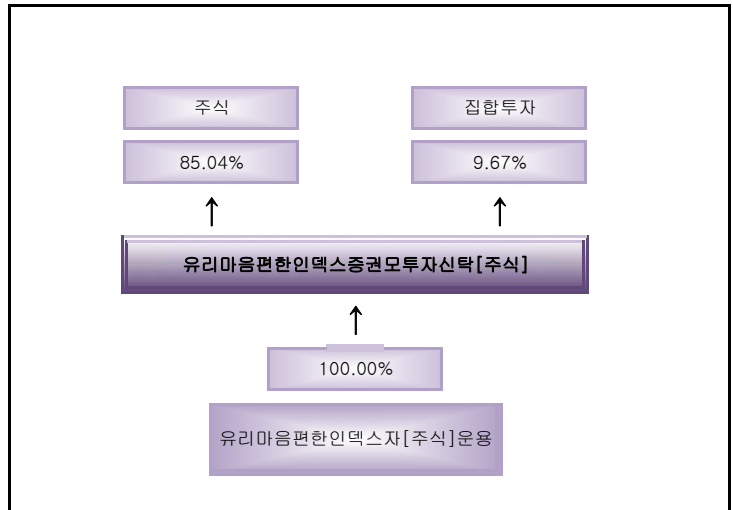 주식
집합투자
85.04%
9.67%
↑
↑
유리마음편한인덱스증권모투자신탁[주식]
↑
100.00%
유리마음편한인덱스자[주식]운용